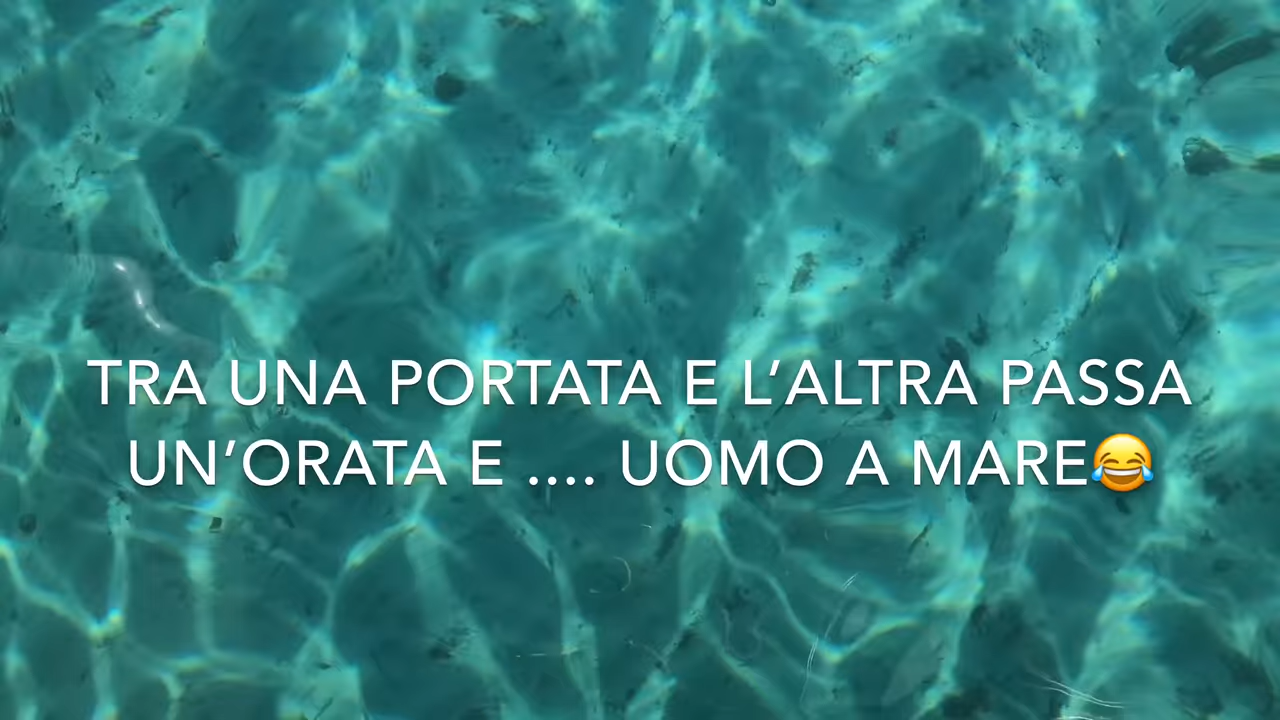 TRA UNA PORTATA E L’ALTRA PASSA
UN’ORATA E .... UOMO A MARE😂